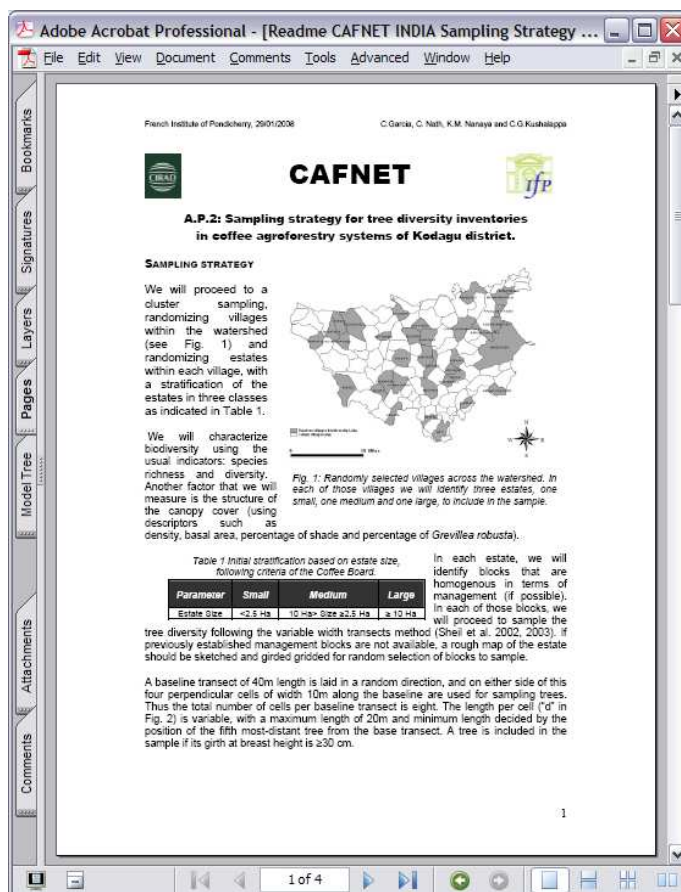 Adobe Acrobat Professional - [Readme CAFNET INDIA Sampling Strategy ...
File Edit View Document Comments Tools Advanced Window Help
Bookmarks
Signatures
Layers
Pages
Model Tree
Attachments
Comments
French Institute of Pondicherry, 29/01/2008
C.Garcia, C. Nath, K.M. Nanaya and C.G.Kushalappa
CIRAD
CAFNET
ifp
A.P.2: Sampling strategy for tree diversity inventories
in coffee agroforestry systems of Kodagu district.
SAMPLING STRATEGY
We will proceed to a
cluster sampling,
randomizing villages
within the watershed
(see Fig. 1) and
randomizing estates
within each village, with
a stratification of the
estates in three classes
as indicated in Table 1.
We will characterize
biodiversity using the
usual indicators: species
richness and diversity.
Another factor that we will
measure is the structure of
the canopy cover (using
descriptors such as
density, basal area, percentage of shade and percentage of Grevillea robusta).
Fig. 1: Randomly selected villages across the watershed. In
each of those villages we will identify three estates, one
small, one medium and one large, to include in the sample.
Table 1 Initial stratification based on estate size,
following criteria of the Coffee Board.
Parameter Small Medium Large
Estate Size <2.5 Ha 10 Ha> Size ≥2.5 Ha ≥ 10 Ha
In each estate, we will
identify blocks that are
homogenous in terms of
management (if possible).
In each of those blocks, we
will proceed to sample the
tree diversity following the variable width transects method (Sheil et al. 2002, 2003). If
previously established management blocks are not available, a rough map of the estate
should be sketched and girded gridded for random selection of blocks to sample.
A baseline transect of 40m length is laid in a random direction, and on either side of this
four perpendicular cells of width 10m along the baseline are used for sampling trees.
Thus the total number of cells per baseline transect is eight. The length per cell ("d" in
Fig. 2) is variable, with a maximum length of 20m and minimum length decided by the
position of the fifth most-distant tree from the base transect. A tree is included in the
sample if its girth at breast height is ≥30 cm.
1
1 of 4